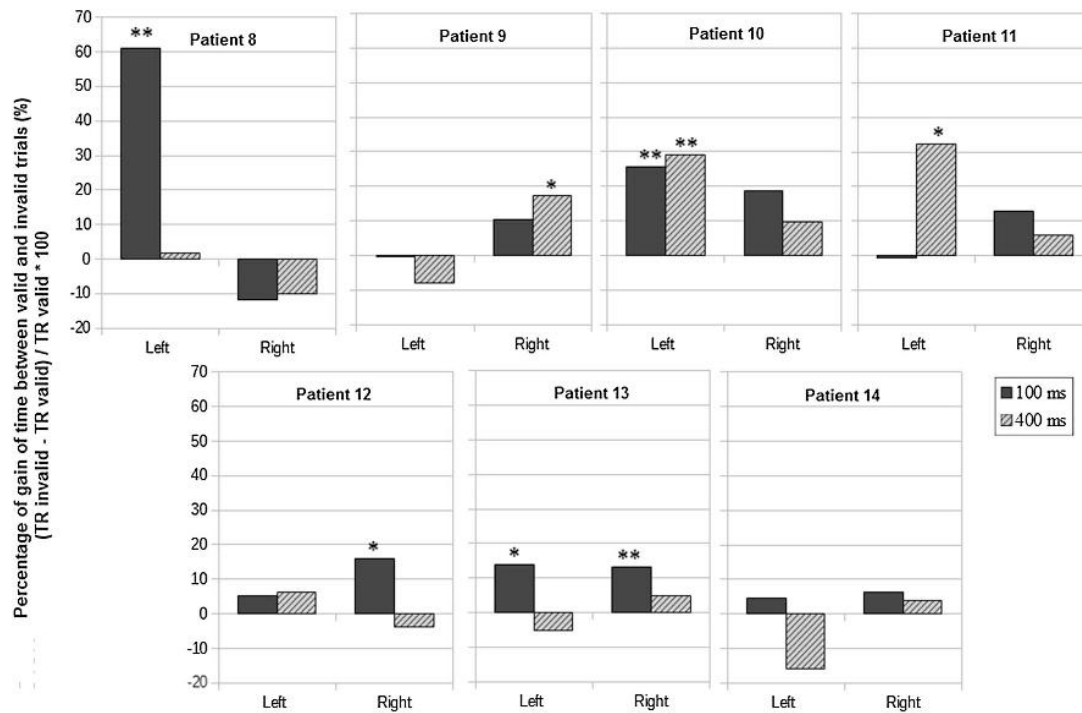 Percentage of gain of time between valid and invalid trials (%)
(TR invalid - TR valid) / TR valid * 100
70
60
50
40
30
20
10
0
-10
-20
Patient 8
**
Left
Right
Patient 9
*
Left
Right
Patient 10
**
**
Left
Right
Patient 11
*
Left
Right
70
60
50
40
30
20
10
0
-10
-20
Patient 12
*
Left
Right
Patient 13
*
**
Left
Right
Patient 14
Left
Right
100 ms
400 ms